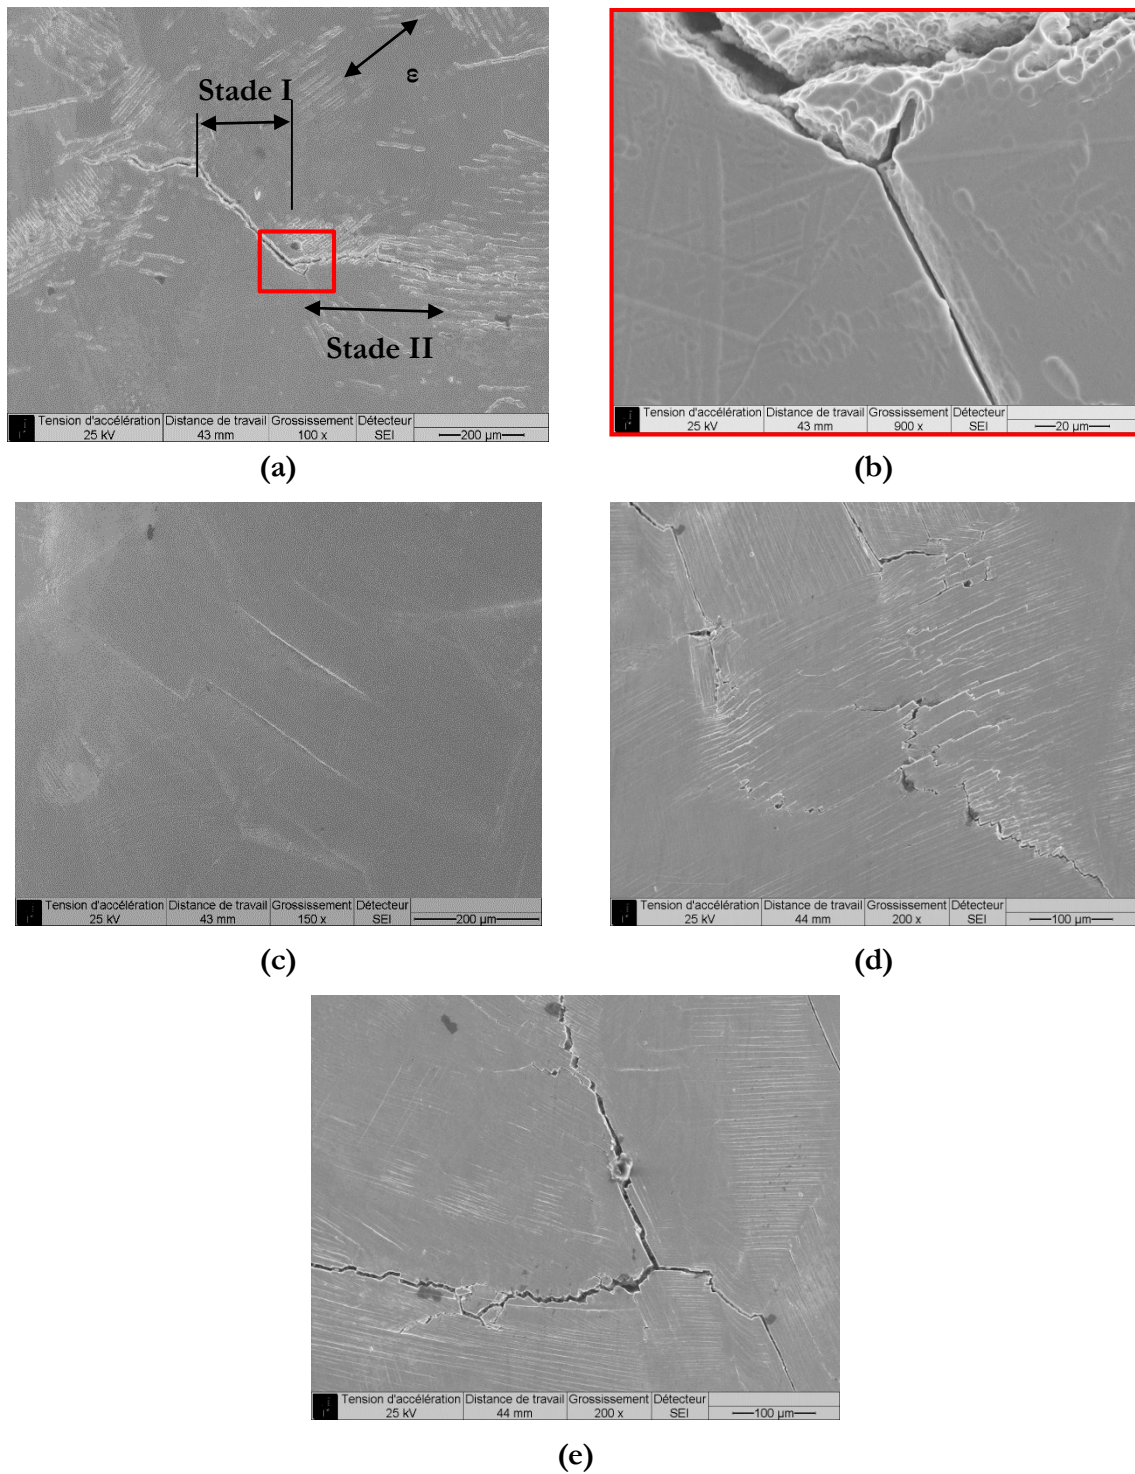 ω
Stade I
Stade II
Tension d'accélération Distance de travail Grossissement Détecteur
25 kV 43 mm 100 x SEI 200 µm
Tension d'accélération Distance de travail Grossissement Détecteur
25 kV 43 mm 900 x SEI 20 µm
(a) (b)
Tension d'accélération Distance de travail Grossissement Détecteur
25 kV 43 mm 150 x SEI 200 µm
Tension d'accélération Distance de travail Grossissement Détecteur
25 kV 44 mm 200 x SEI 100 µm
(c) (d)
Tension d'accélération Distance de travail Grossissement Détecteur
25 kV 44 mm 200 x SEI 100 µm
(e)